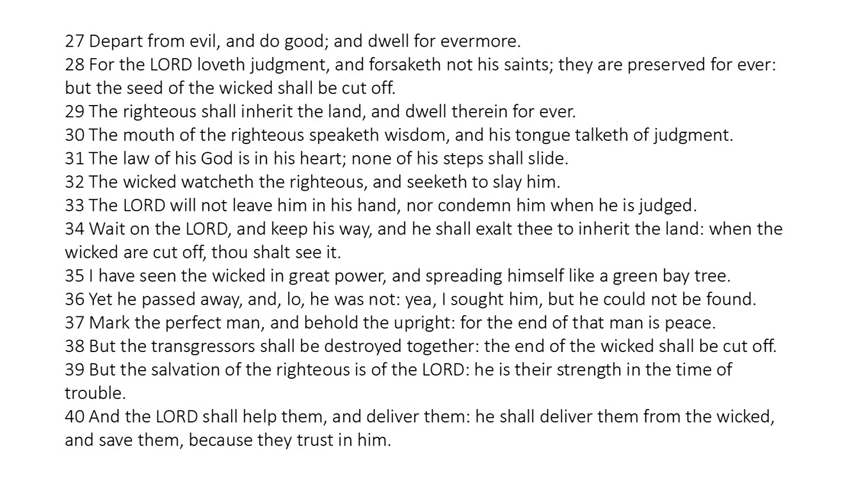 27 Depart from evil, and do good; and dwell for evermore.
28 For the LORD loveth judgment, and forsaketh not his saints; they are preserved for ever:
but the seed of the wicked shall be cut off.
29 The righteous shall inherit the land, and dwell therein for ever.
30 The mouth of the righteous speaketh wisdom, and his tongue talketh of judgment.
31 The law of his God is in his heart; none of his steps shall slide.
32 The wicked watcheth the righteous, and seeketh to slay him.
33 The LORD will not leave him in his hand, nor condemn him when he is judged.
34 Wait on the LORD, and keep his way, and he shall exalt thee to inherit the land: when the
wicked are cut off, thou shalt see it.
35 I have seen the wicked in great power, and spreading himself like a green bay tree.
36 Yet he passed away, and, lo, he was not: yea, I sought him, but he could not be found.
37 Mark the perfect man, and behold the upright: for the end of that man is peace.
38 But the transgressors shall be destroyed together: the end of the wicked shall be cut off.
39 But the salvation of the righteous is of the LORD: he is their strength in the time of
trouble.
40 And the LORD shall help them, and deliver them: he shall deliver them from the wicked,
and save them, because they trust in him.